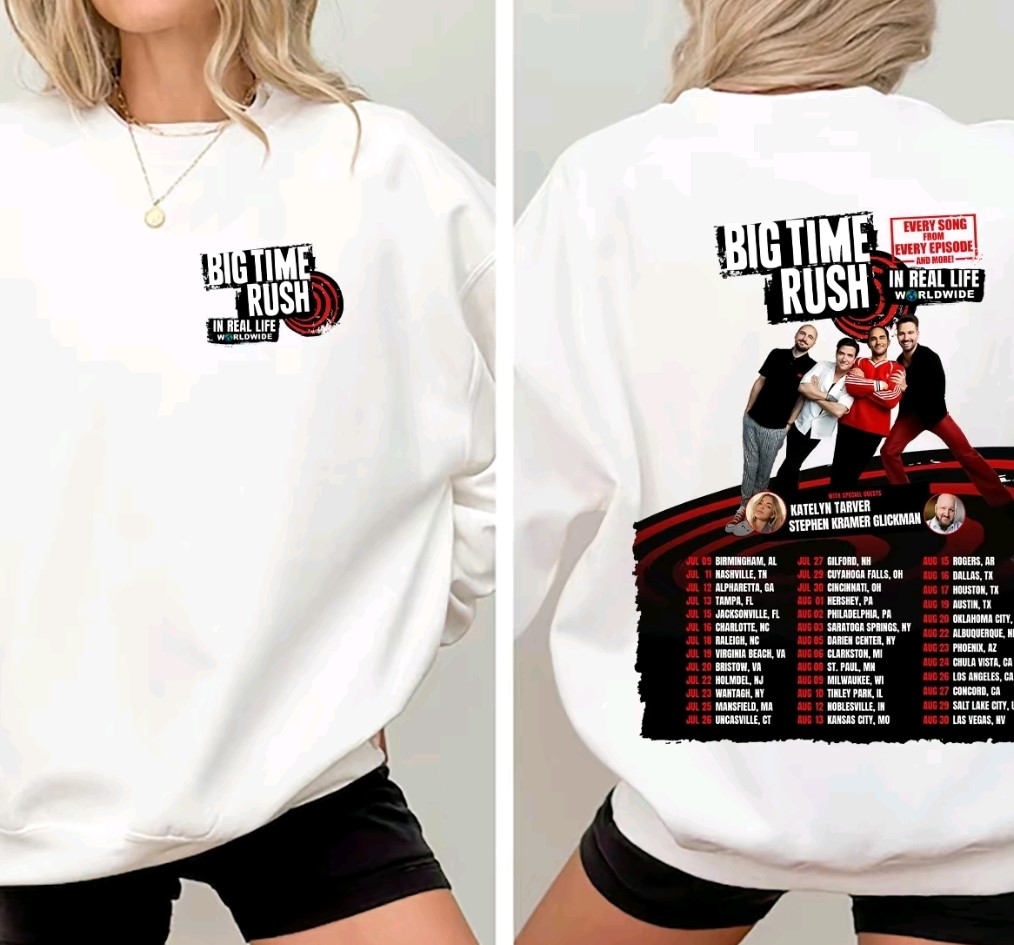 BIG TIME
RUSH
IN REAL LIFE
WORLDWIDE
BIG TIME
RUSH
EVERY SONG
FROM
EVERY EPISODE
AND MORE!
IN REAL LIFE
WORLDWIDE
WITH SPECIAL GUESTS
KATELYN TARVER
STEPHEN KRAMER GLICKMAN
JUL 09 BIRMINGHAM, AL
JUL 11 NASHVILLE, TN
JUL 12 ALPHARETTA, GA
JUL 13 TAMPA, FL
JUL 15 JACKSONVILLE, FL
JUL 16 CHARLOTTE, NC
JUL 18 RALEIGH, NC
JUL 19 VIRGINIA BEACH, VA
JUL 20 BRISTOW, VA
JUL 22 HOLMDEL, NJ
JUL 23 WANTAGH, NY
JUL 25 MANSFIELD, MA
JUL 26 UNCASVILLE, CT
JUL 27 GILFORD, NH
JUL 29 CUYAHOGA FALLS, OH
JUL 30 CINCINNATI, OH
AUG 01 HERSHEY, PA
AUG 02 PHILADELPHIA, PA
AUG 03 SARATOGA SPRINGS, NY
AUG 05 DARIEN CENTER, NY
AUG 06 CLARKSTON, MI
AUG 08 ST. PAUL, MN
AUG 09 MILWAUKEE, WI
AUG 10 TINLEY PARK, IL
AUG 12 NOBLESVILLE, IN
AUG 13 KANSAS CITY, MO
AUG 15 ROGERS, AR
AUG 16 DALLAS, TX
AUG 17 HOUSTON, TX
AUG 19 AUSTIN, TX
AUG 20 OKLAHOMA CITY,
AUG 22 ALBUQUERQUE,
AUG 23 PHOENIX, AZ
AUG 24 CHULA VISTA, CA
AUG 26 LOS ANGELES, CA
AUG 27 CONCORD, CA
AUG 29 SALT LAKE CITY,
AUG 30 LAS VEGAS, NV